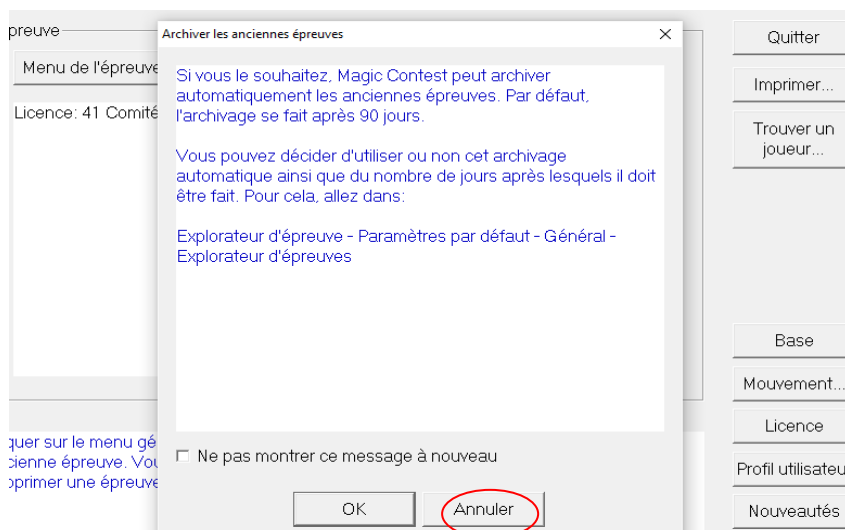 preuve
Menu de l'épreuve
Licence: 41 Comité
Archiver les anciennes épreuves
Si vous le souhaitez, Magic Contest peut archiver
automatiquement les anciennes épreuves. Par défaut,
l'archivage se fait après 90 jours.
Vous pouvez décider d'utiliser ou non cet archivage
automatique ainsi que du nombre de jours après lesquels il doit
être fait. Pour cela, allez dans:
Explorateur d'épreuve - Paramètres par défaut - Général -
Explorateur d'épreuves
Ne pas montrer ce message à nouveau
OK
Annuler
Quitter
Imprimer...
Trouver un
joueur...
Base
Mouvement...
Licence
Profil utilisateu
Nouveautés
quer sur le menu gé
cienne épreuve. Vou
pprimer une épreuve